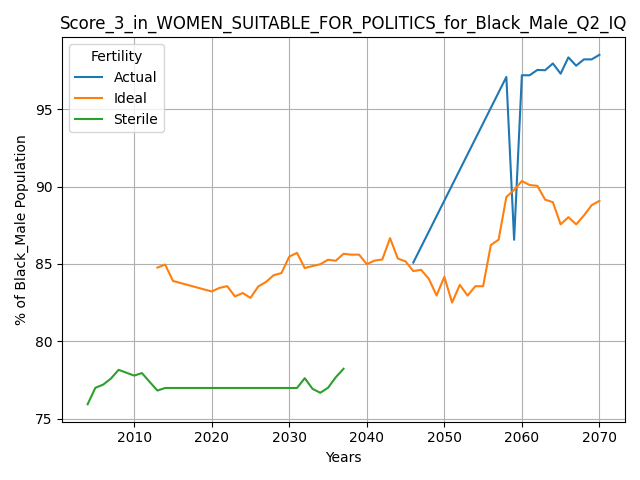 Score_3_in_WOMEN_SUITABLE_FOR_POLITICS_for_Black_Male_Q2_IQ
Fertility
Actual
Ideal
Sterile
% of Black_Male Population
95
90
85
80
75
2010 2020 2030 2040 2050 2060 2070
Years